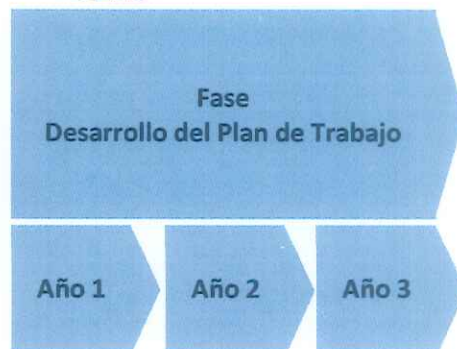 Fase
Desarrollo del Plan de Trabajo
Año 1
Año 2
Año 3